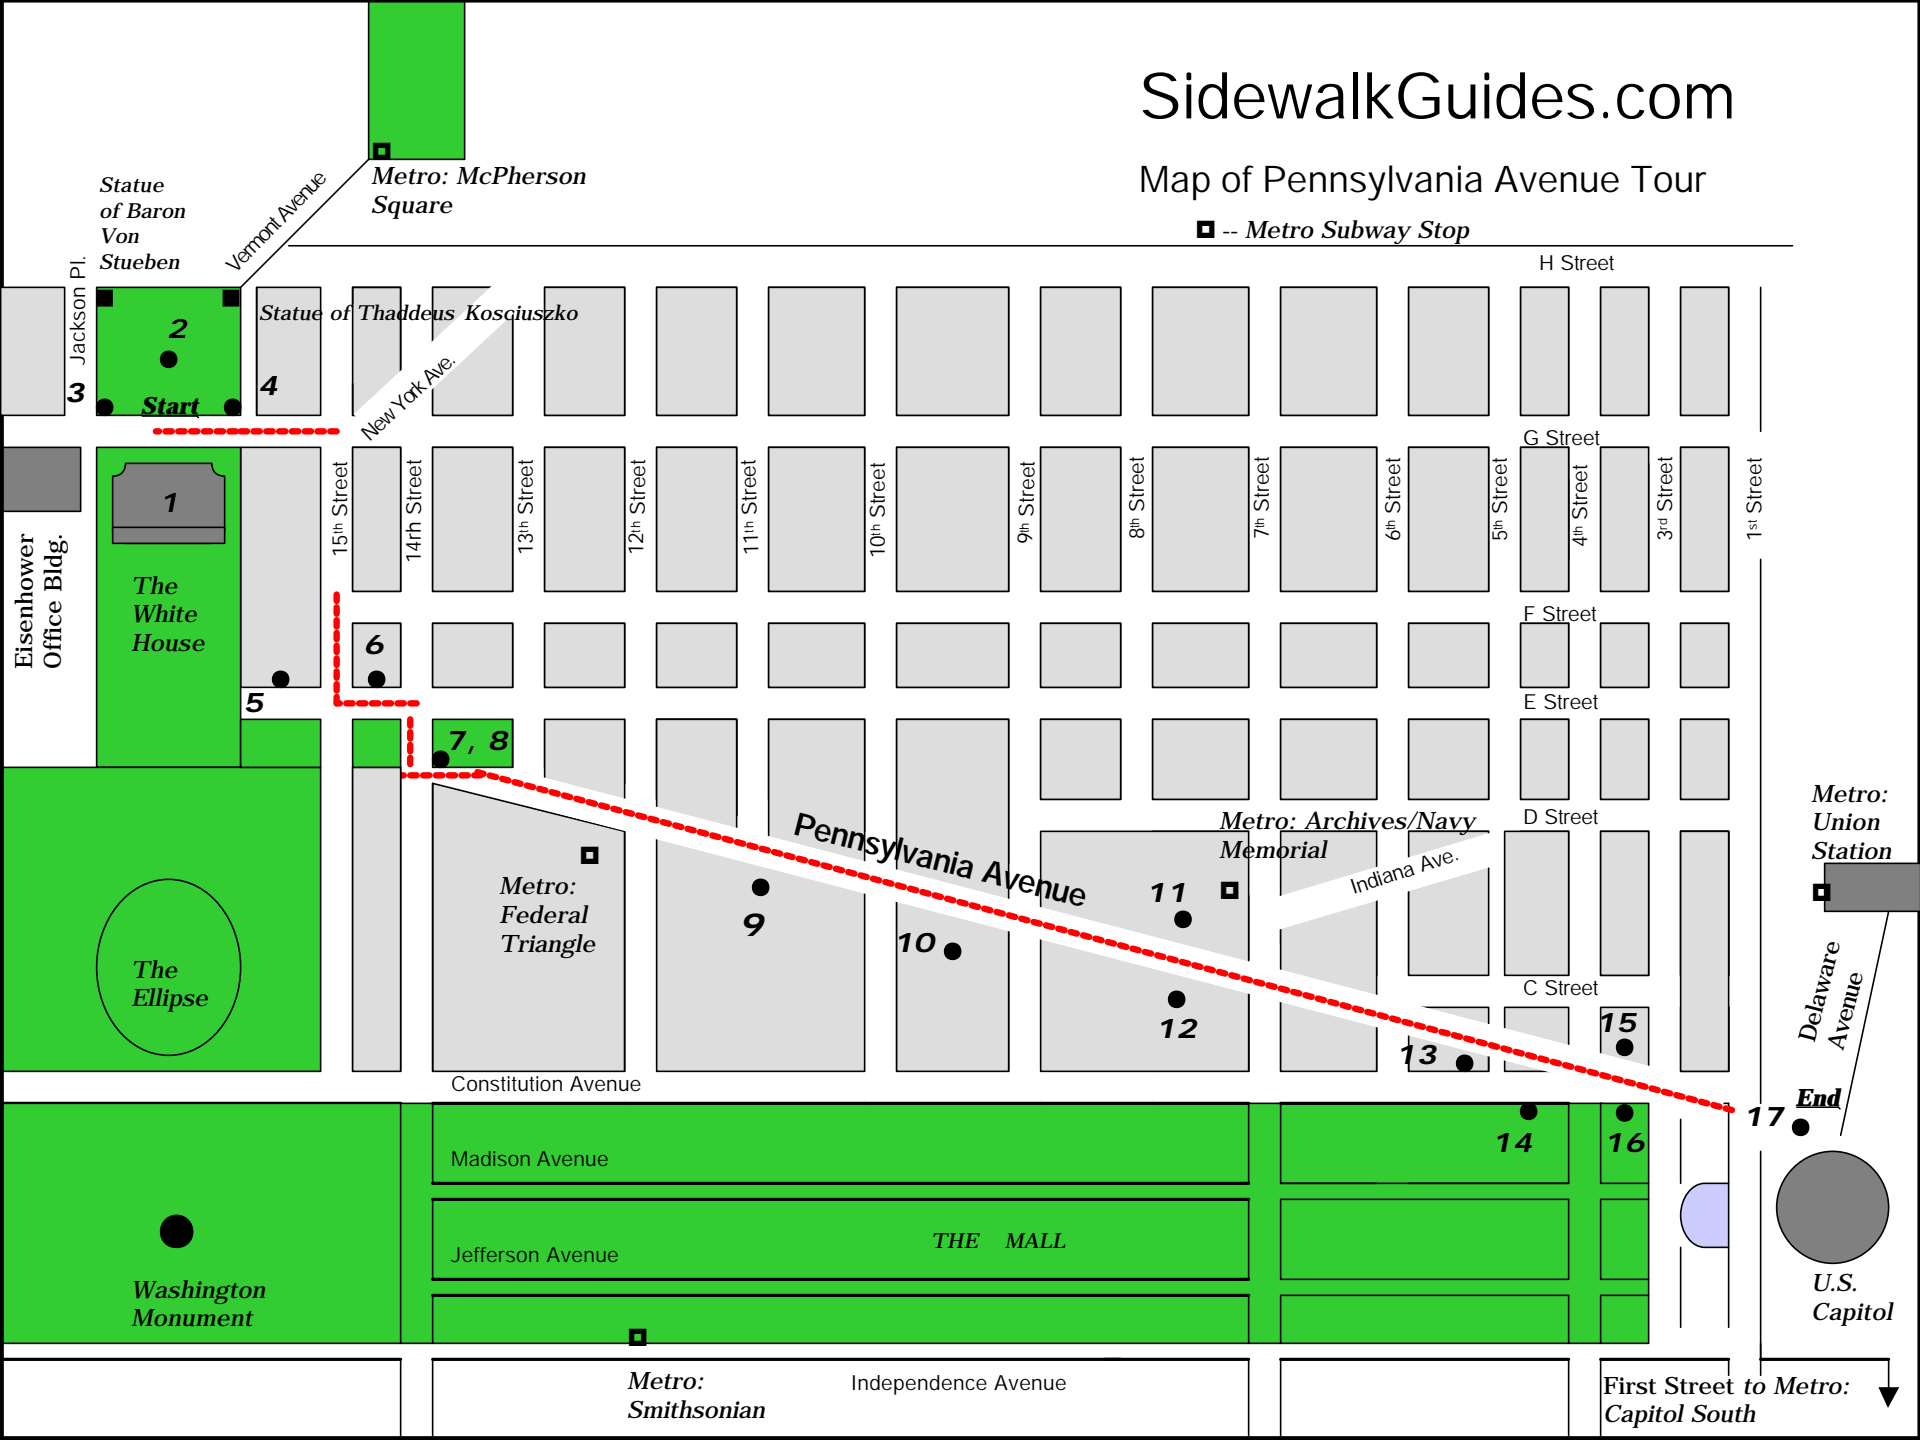 SidewalkGuides.com
Map of Pennsylvania Avenue Tour
-- Metro Subway Stop
Metro: McPherson
Square
Statue
of Baron
Von
Stueben
Vermont Avenue
H Street
Jackson Pl.
Statue of Thaddeus Kosciuszko
2
3
4
Start
New York Ave.
G Street
1
15th Street
14rh Street
13th Street
12th Street
11th Street
10th Street
9th Street
8th Street
7th Street
6th Street
5th Street
4th Street
3rd Street
1st Street
Eisenhower
Office Bldg.
The
White
House
F Street
6
5
E Street
7, 8
Pennsylvania Avenue
Metro: Archives/Navy
Memorial
D Street
Metro:
Union
Station
Indiana Ave.
Metro:
Federal
Triangle
9
10
11
12
The
Ellipse
C Street
Delaware
Avenue
13
15
Constitution Avenue
End
17
14
16
Madison Avenue
THE MALL
Jefferson Avenue
Washington
Monument
U.S.
Capitol
Metro:
Smithsonian
Independence Avenue
First Street to Metro:
Capitol South